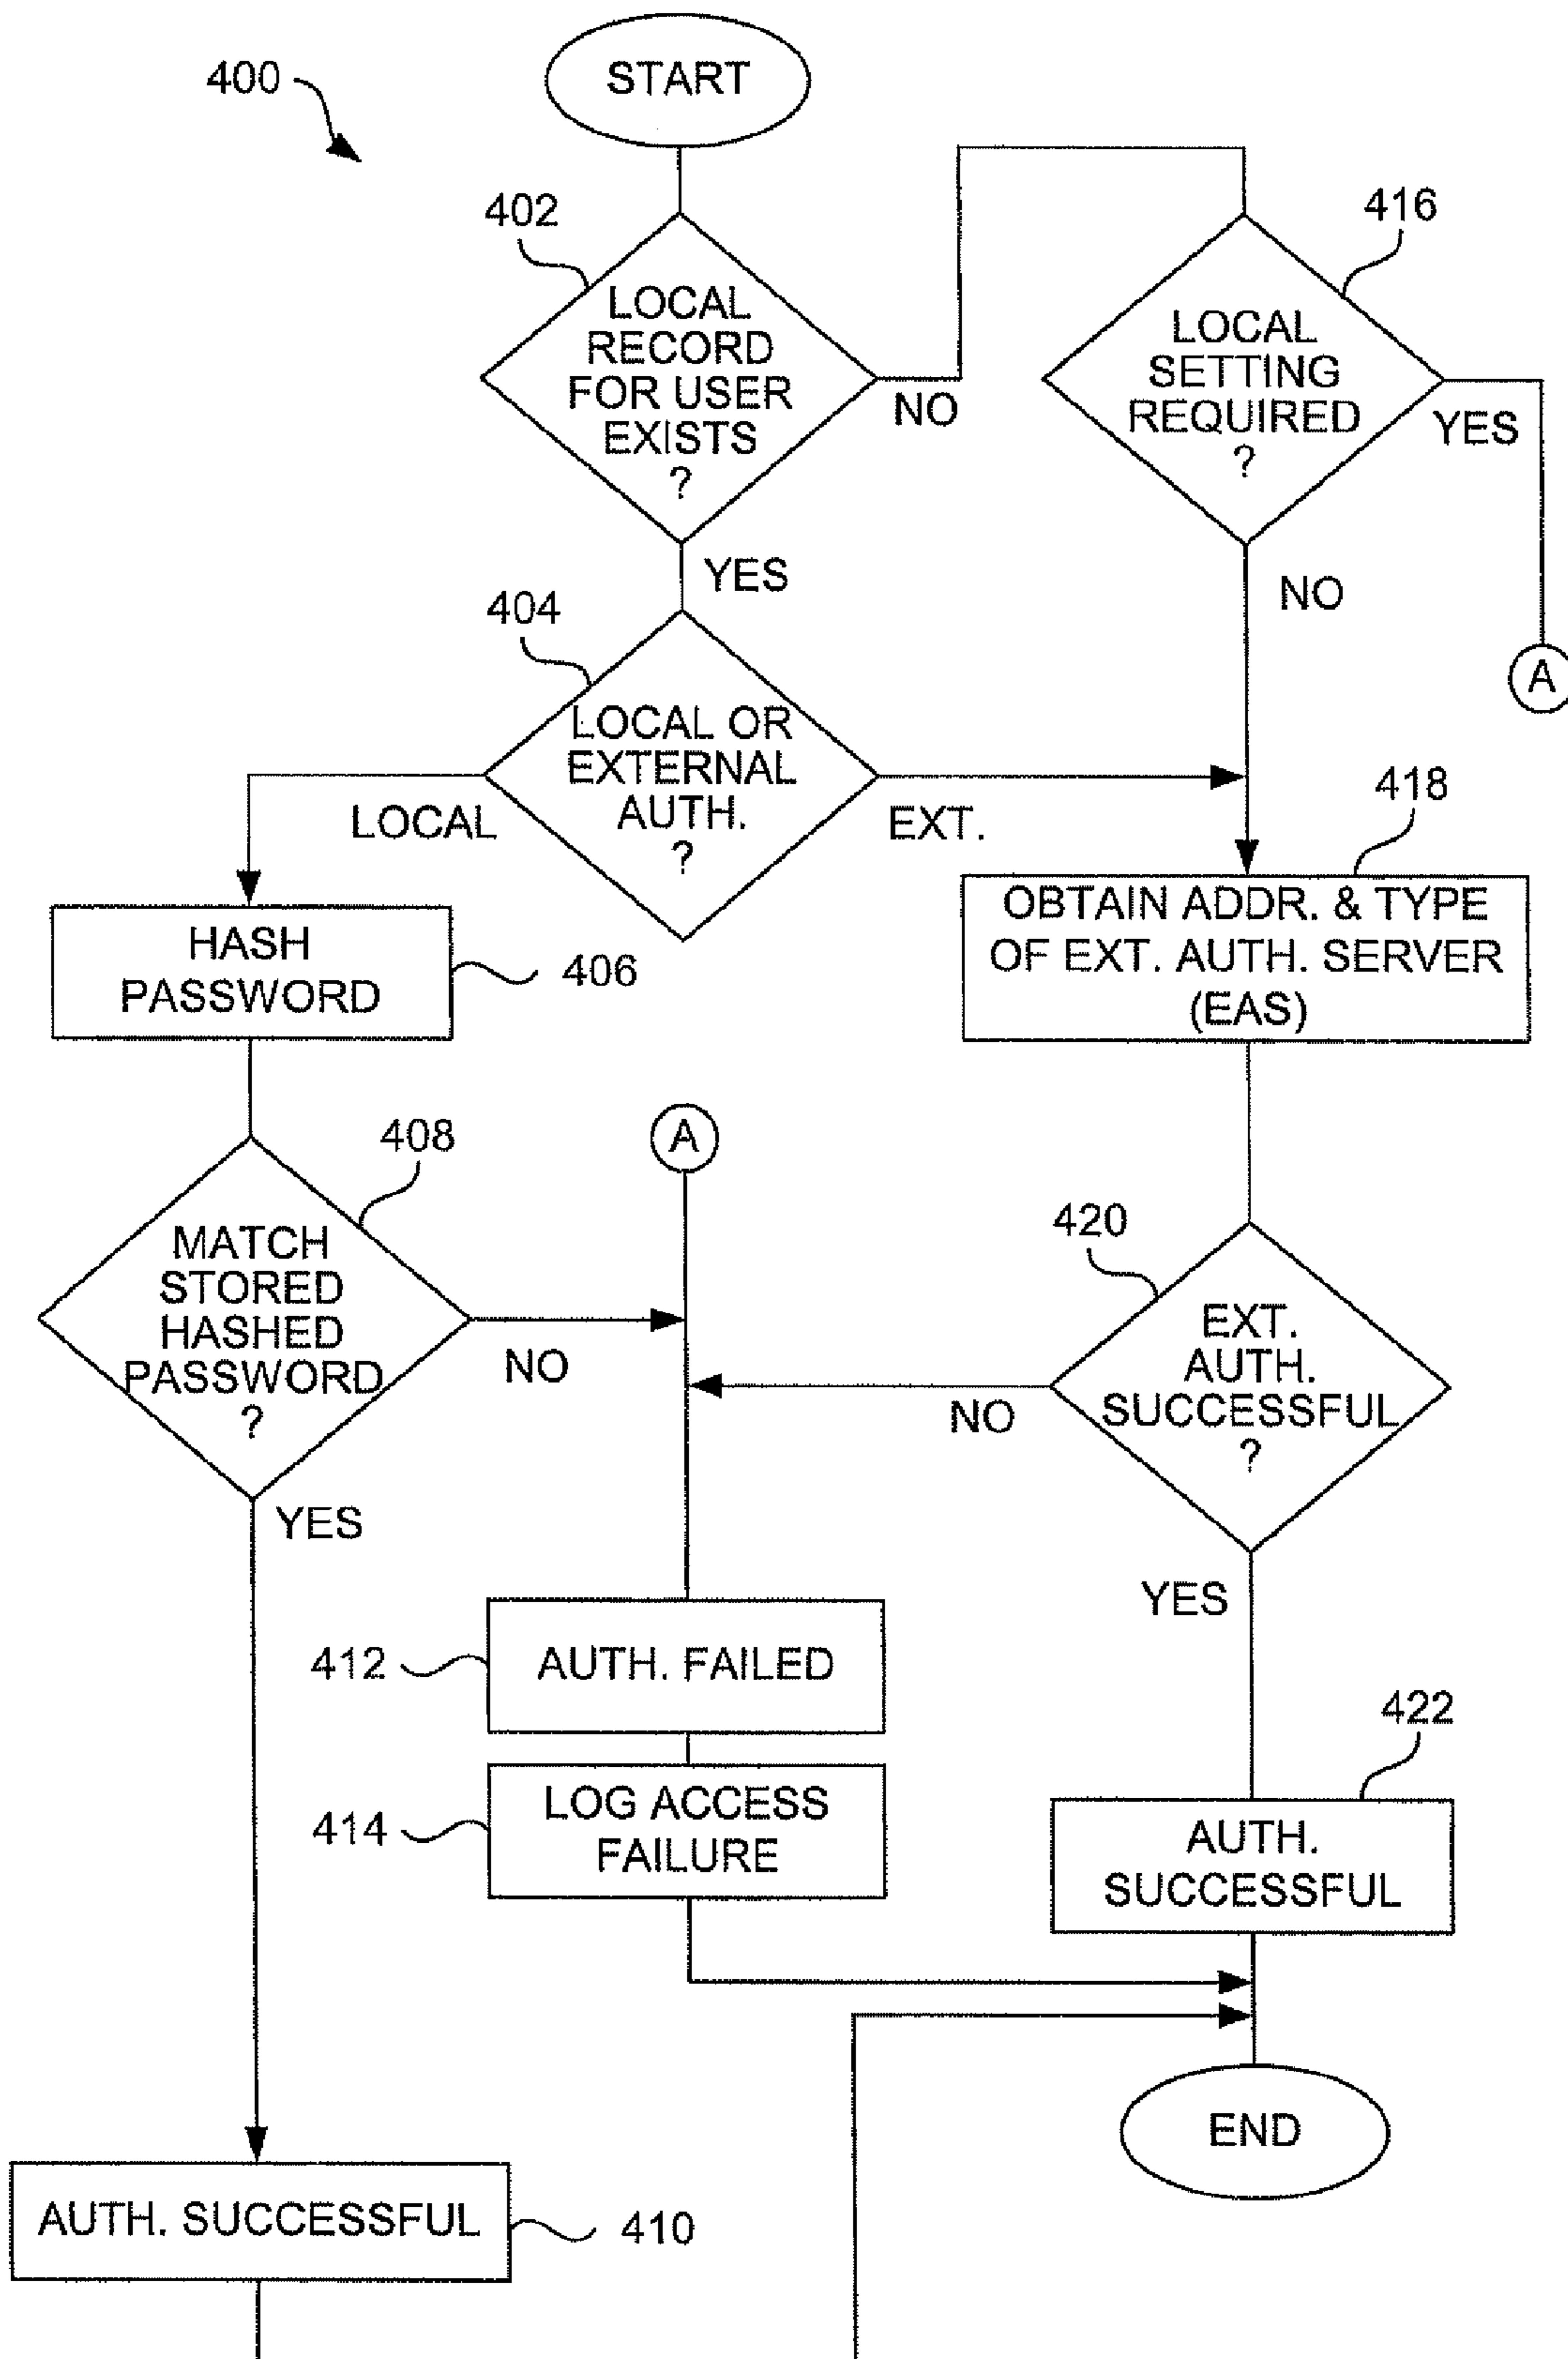 400
START
402
LOCAL
RECORD
FOR USER
EXISTS
?
NO
YES
416
LOCAL
SETTING
REQUIRED
?
YES
NO
A
404
LOCAL OR
EXTERNAL
AUTH.
?
LOCAL
EXT.
418
OBTAIN ADDR. & TYPE
OF EXT. AUTH. SERVER
(EAS)
HASH
PASSWORD
406
408
MATCH
STORED
HASHED
PASSWORD
?
NO
YES
A
420
EXT.
AUTH.
SUCCESSFUL
?
NO
YES
412
AUTH. FAILED
414
LOG ACCESS
FAILURE
422
AUTH.
SUCCESSFUL
END
AUTH. SUCCESSFUL
410